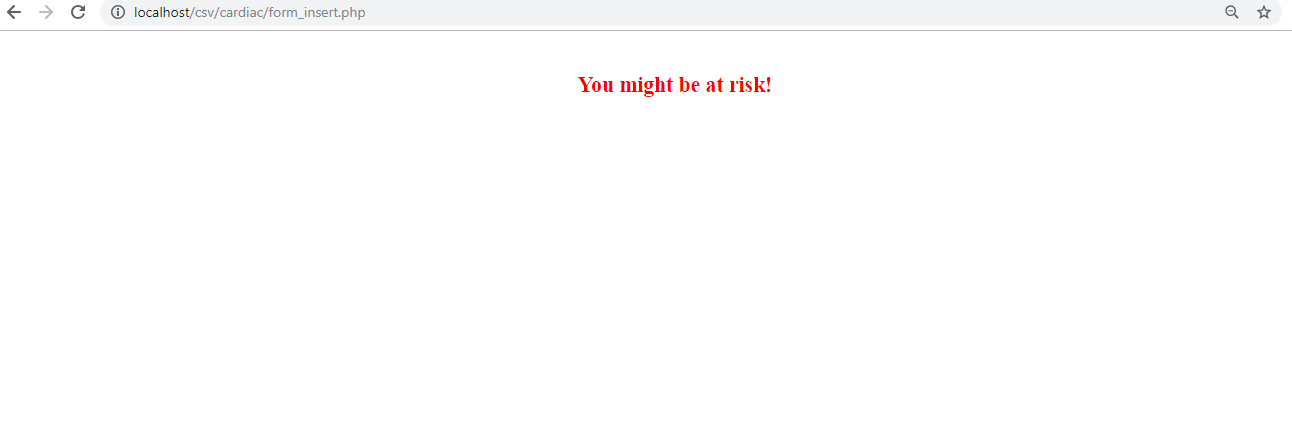 localhost/csv/cardiac/form_insert.php
You might be at risk!